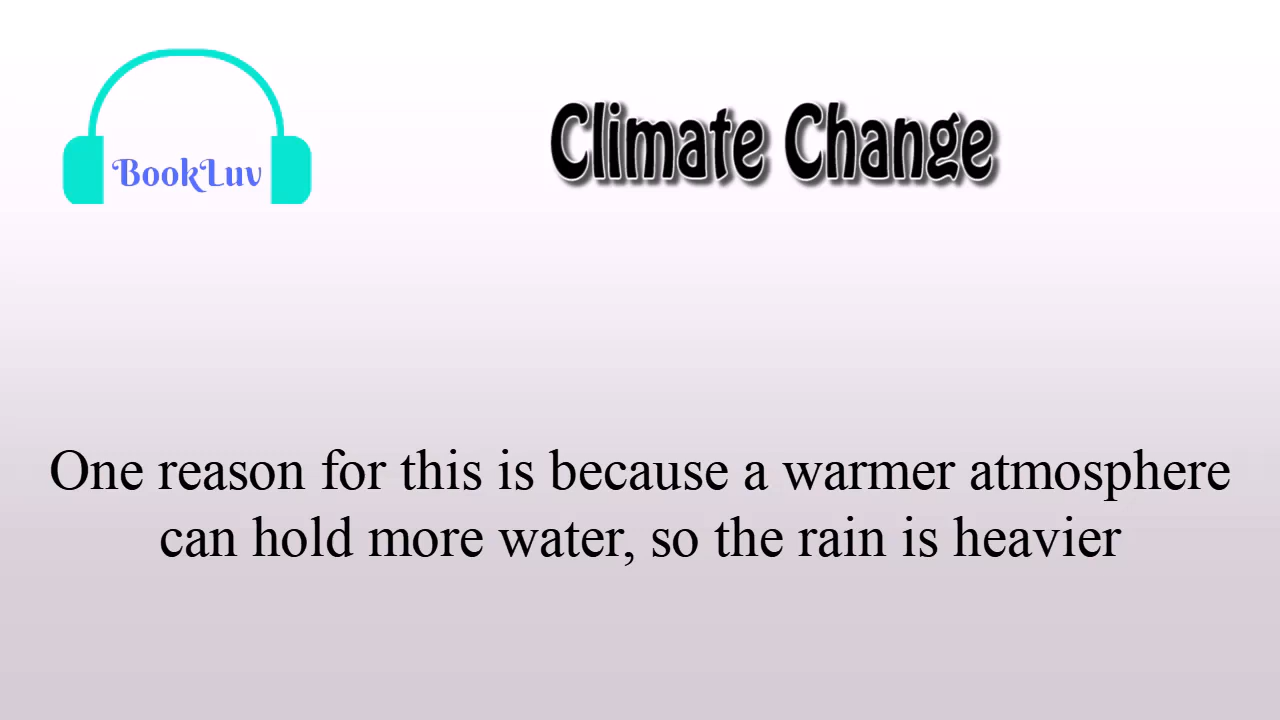 BookLuv
Climate Change
One reason for this is because a warmer atmosphere
can hold more water, so the rain is heavier